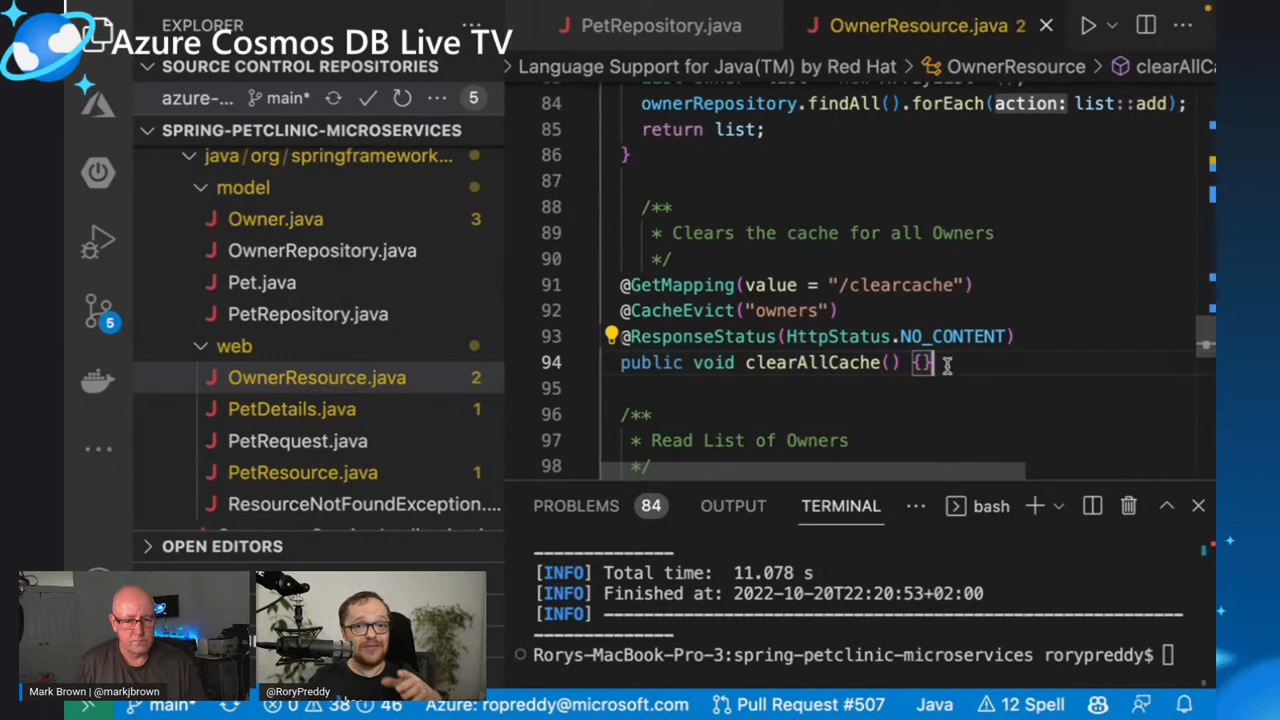 Azure Cosmos DB Live TV
EXPLORER
SOURCE CONTROL REPOSITORIES
azure-... main* 5
SPRING-PETCLINIC-MICROSERVICES
java/org/springframework...
model
Owner.java 3
OwnerRepository.java
Pet.java
PetRepository.java
web
OwnerResource.java 2
PetDetails.java 1
PetRequest.java
PetResource.java 1
ResourceNotFoundException....
OPEN EDITORS
5
PetRepository.java OwnerResource.java 2
Language Support for Java(TM) by Red Hat > OwnerResource > clearAllCa
84 ownerRepository.findAll().forEach(action: list::add);
85 return list;
86 }
87
88 /**
89 * Clears the cache for all Owners
90 */
91 @GetMapping(value = "/clearcache")
92 @CacheEvict("owners")
93 @ResponseStatus(HttpStatus.NO_CONTENT)
94 public void clearAllCache() {}
95
96 /**
97 * Read List of Owners
98 */
PROBLEMS 84 OUTPUT TERMINAL ... bash
--------------
[INFO] Total time: 11.078 s
[INFO] Finished at: 2022-10-20T22:20:53+02:00
[INFO] --------------------------------------------------------
--------------
Rorys-MacBook-Pro-3:spring-petclinic-microservices rorypreddy$
Mark Brown | @markjbrown
@RoryPreddy
main* 0 38 46 Azure: ropreddy@microsoft.com Pull Request #507 Java 12 Spell